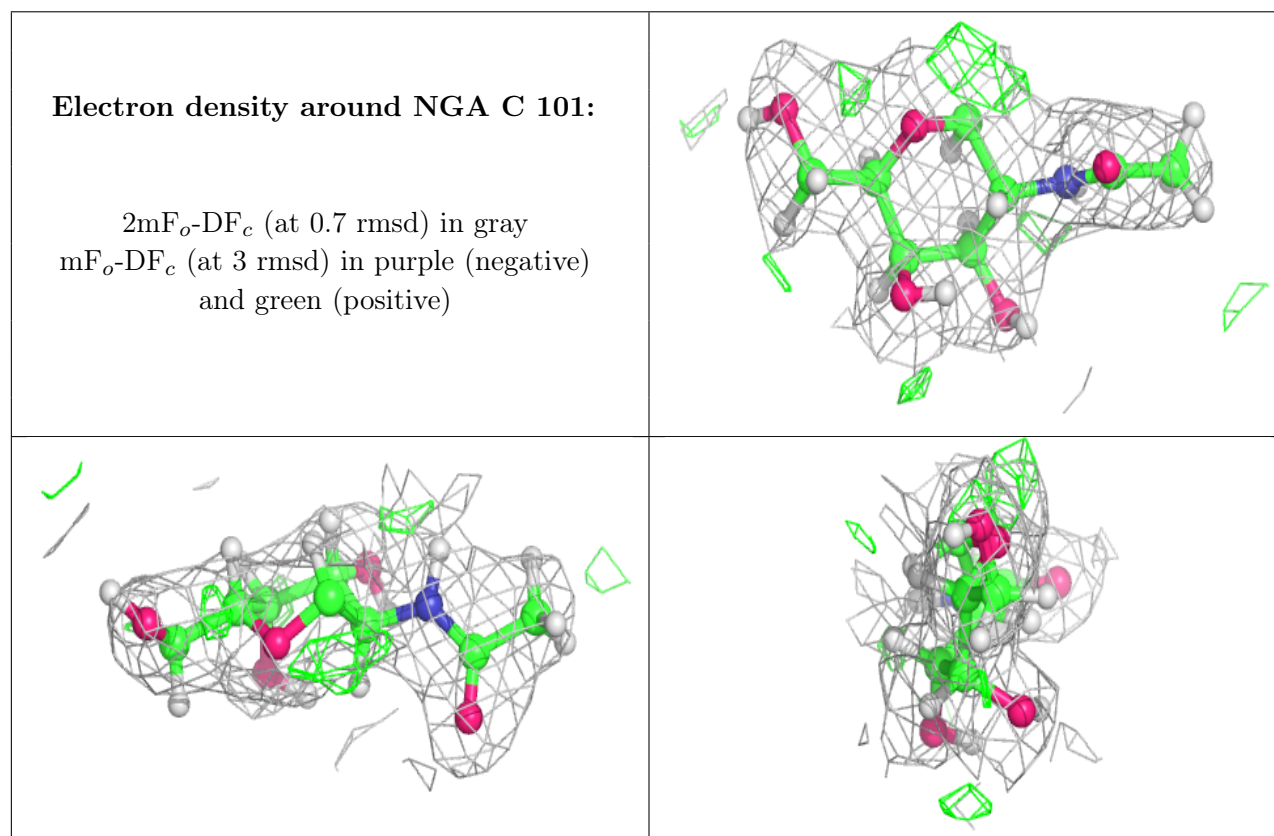 Electron density around NGA C 101:
2mFo-DFc (at 0.7 rmsd) in gray
mFo-DFc (at 3 rmsd) in purple (negative)
and green (positive)